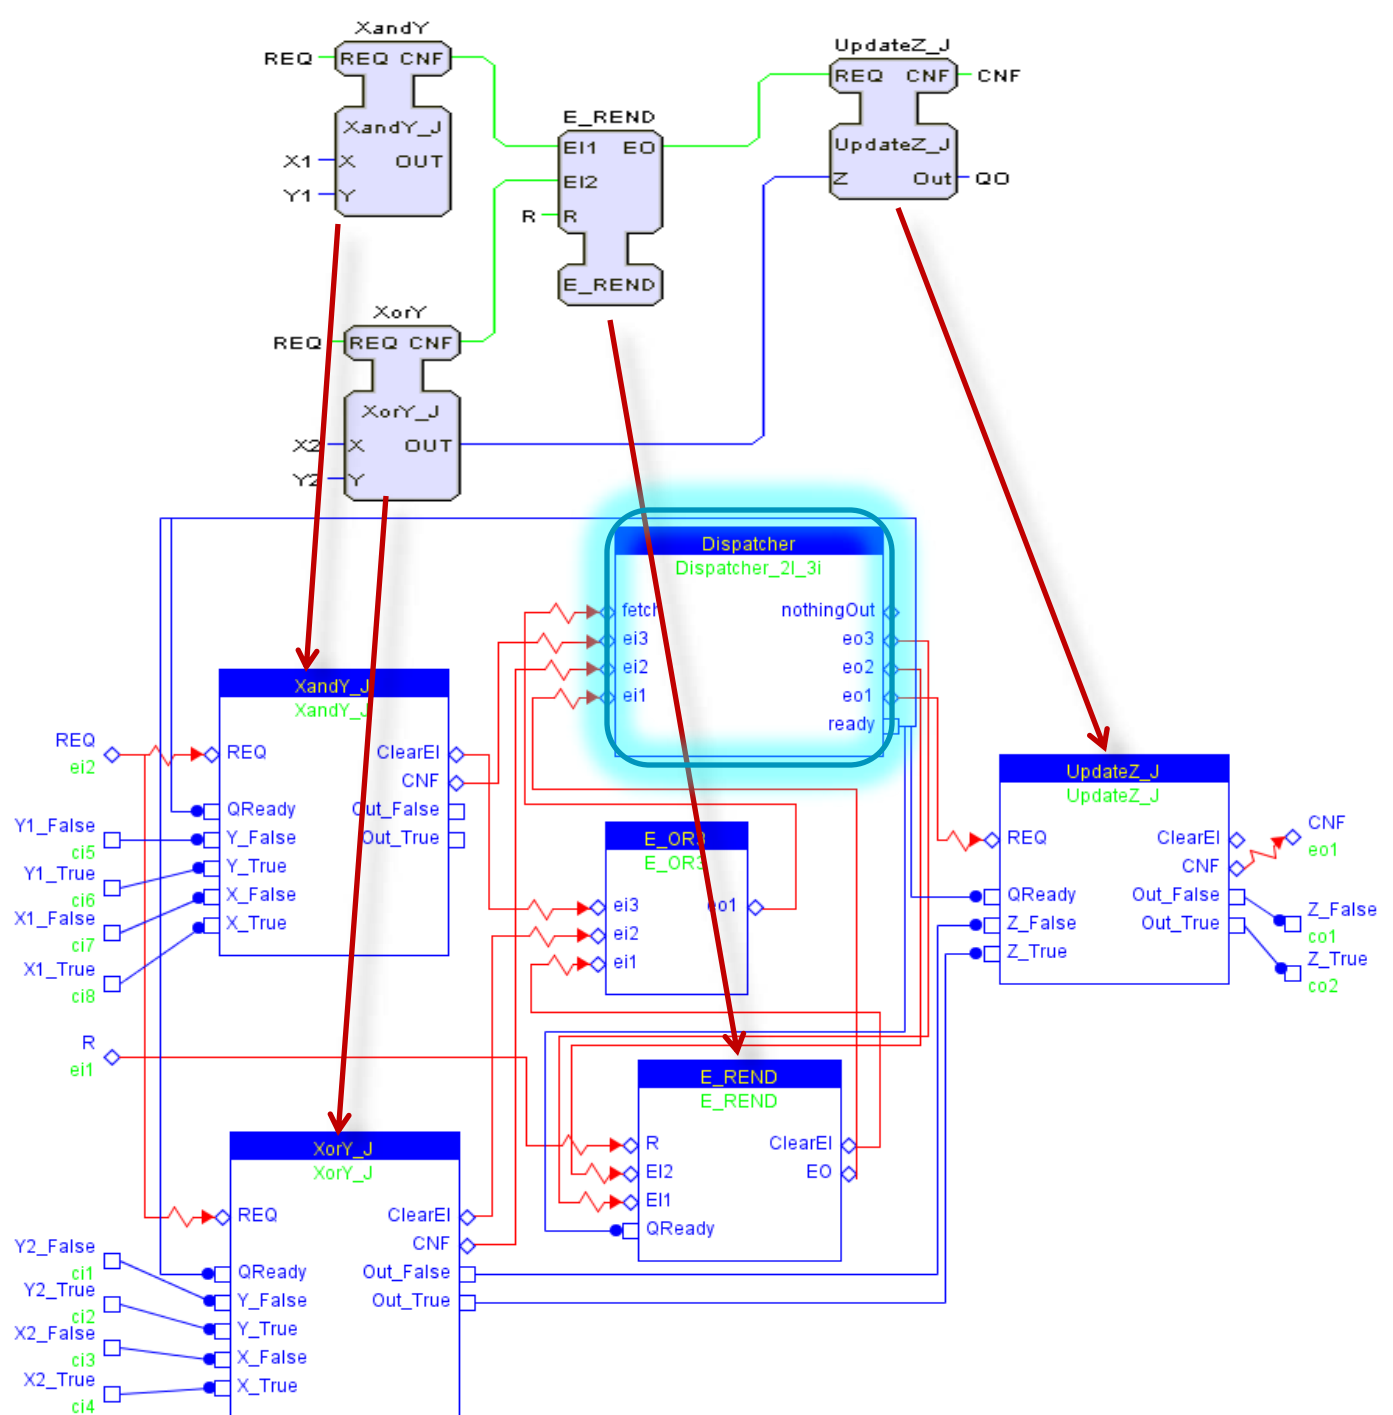 XandY
REQ REQ CNF
XandY_J
X1 X OUT
Y1 Y
UpdateZ_J
REQ CNF CNF
UpdateZ_J
Z Out QO
E_REND
EI1 EO
EI2
R R
E_REND
XorY
REQ REQ CNF
XorY_J
X2 X OUT
Y2 Y
Dispatcher
Dispatcher_2I_3i
fetch nothingOut
ei3 eo3
ei2 eo2
ei1 eo1
ready
XandY_J
XandY_J
REQ
ei2
REQ ClearEI
CNF
QReady Out_False
Y_False Out_True
Y_True
X_False
X_True
Y1_False
ci5
Y1_True
ci6
X1_False
ci7
X1_True
ci8
E_OR3
E_OR3
ei3 eo1
ei2
ei1
UpdateZ_J
UpdateZ_J
REQ ClearEI
CNF
QReady Out_False
Z_False Out_True
Z_True
CNF
eo1
Z_False
co1
Z_True
co2
R
ei1
E_REND
E_REND
R ClearEI
EI2 EO
EI1
QReady
XorY_J
XorY_J
REQ ClearEI
CNF
QReady Out_False
Y_False Out_True
Y_True
X_False
X_True
Y2_False
ci1
Y2_True
ci2
X2_False
ci3
X2_True
ci4